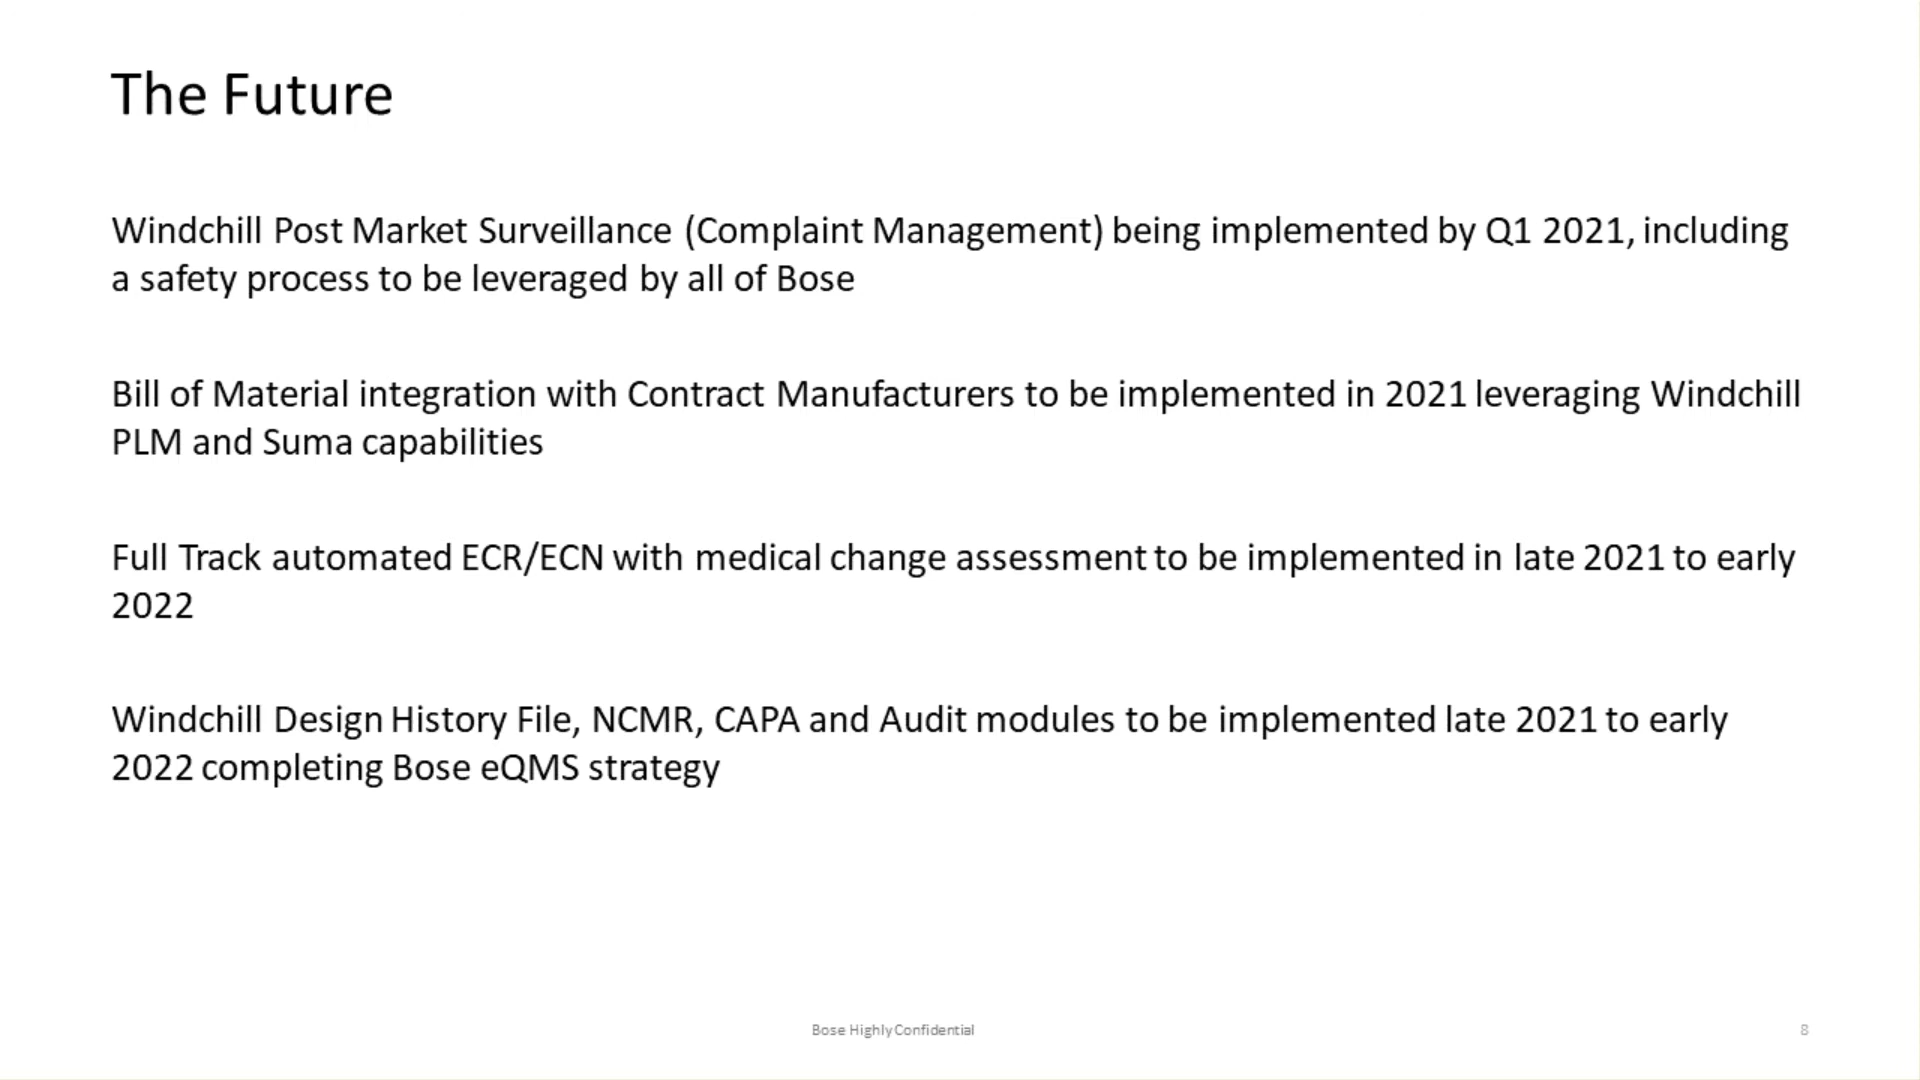 The Future
Windchill Post Market Surveillance (Complaint Management) being implemented by Q1 2021, including
a safety process to be leveraged by all of Bose
Bill of Material integration with Contract Manufacturers to be implemented in 2021 leveraging Windchill
PLM and Suma capabilities
Full Track automated ECR/ECN with medical change assessment to be implemented in late 2021 to early
2022
Windchill Design History File, NCMR, CAPA and Audit modules to be implemented late 2021 to early
2022 completing Bose eQMS strategy
Bose Highly Confidential
8